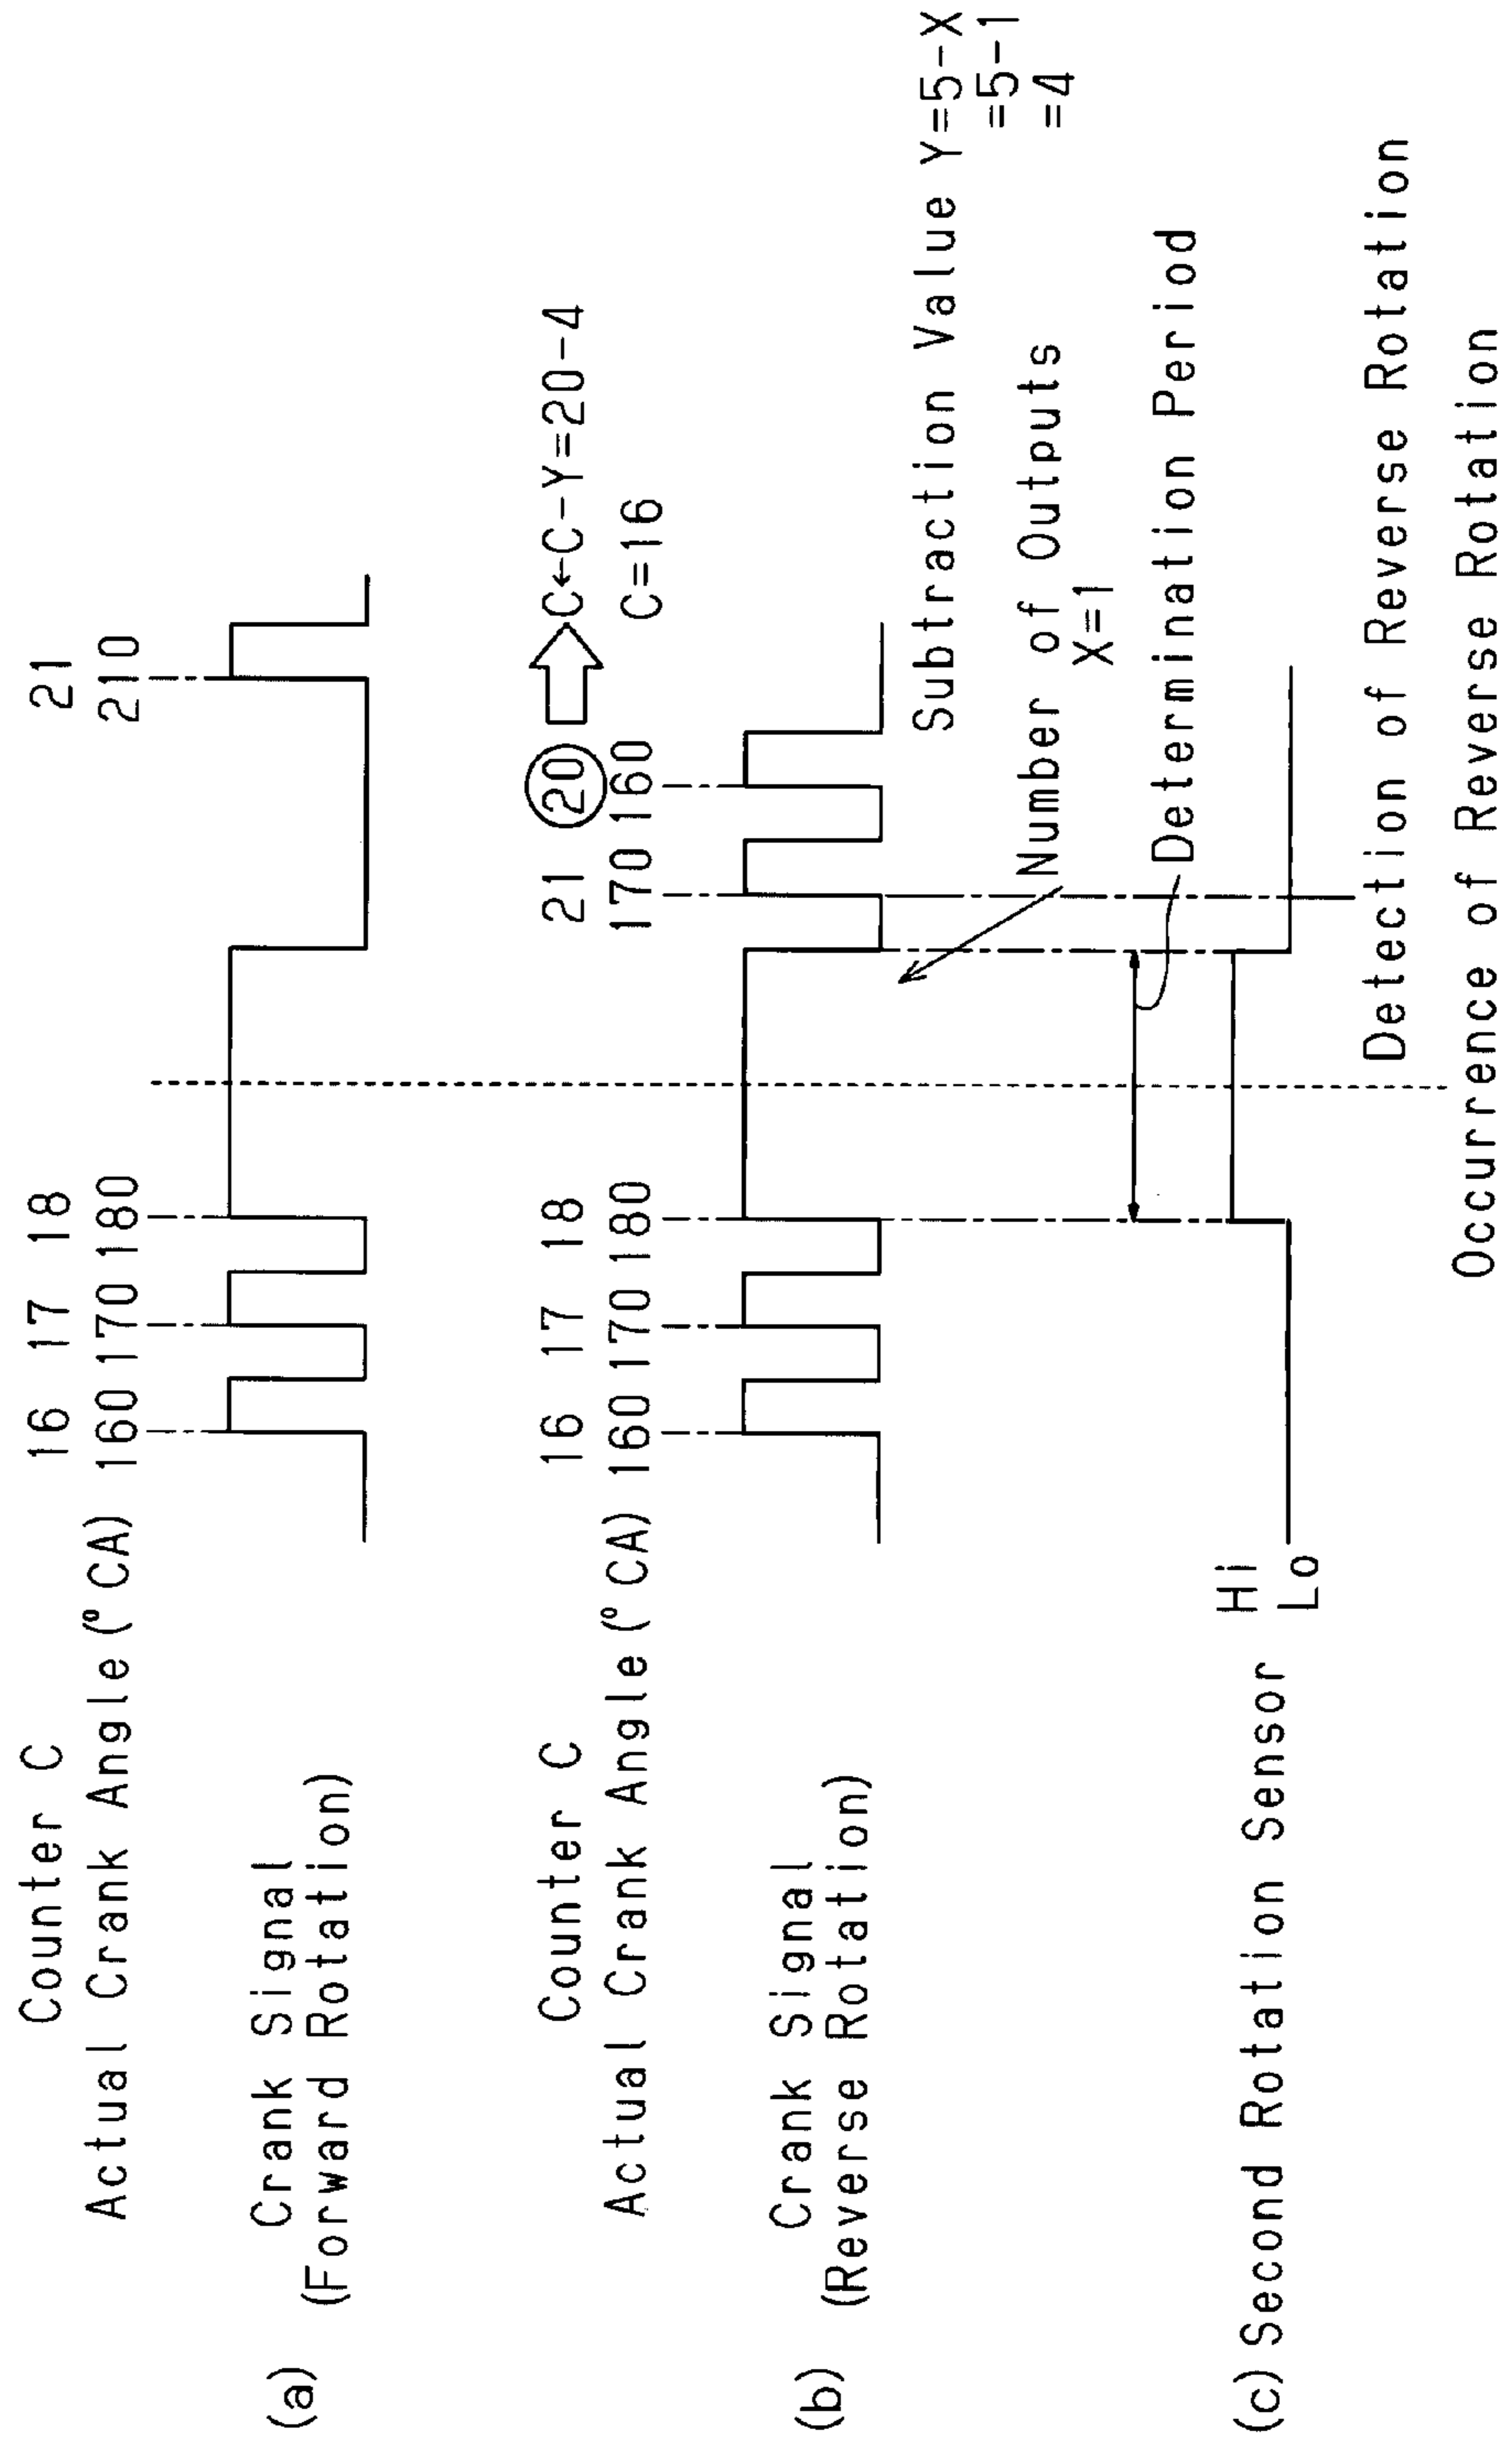 Counter C 16 17 18 21
Actual Crank Angle (°CA) 160 170 180 210
(a) Crank Signal
(Forward Rotation)
Counter C 16 17 18 21 20 C←C-Y=20-4
C=16
Actual Crank Angle (°CA) 160 170 180 170 160
(b) Crank Signal
(Reverse Rotation)
Subtraction Value Y=5-X
=5-1
=4
Number of Outputs
X=1
Determination Period
(c) Second Rotation Sensor Hi
Lo
Detection of Reverse Rotation
Occurrence of Reverse Rotation